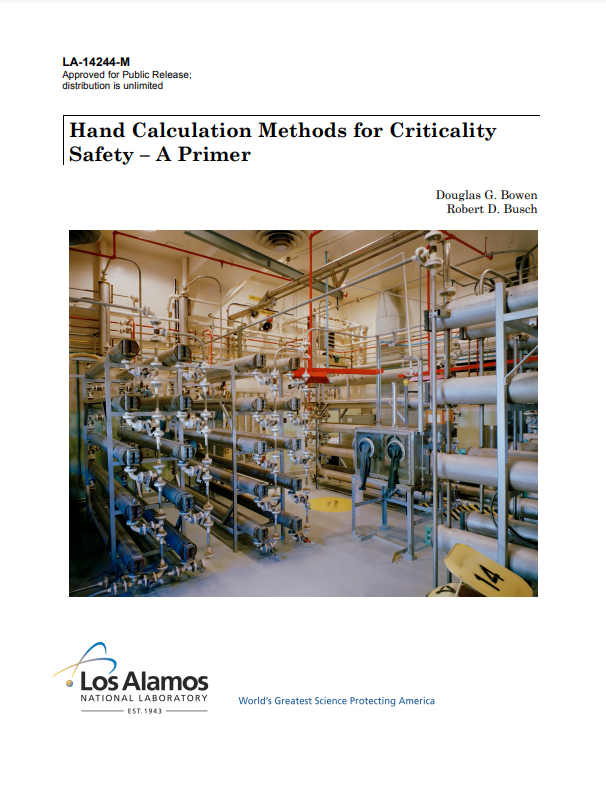 LA-14244-M
Approved for Public Release;
distribution is unlimited
Hand Calculation Methods for Criticality
Safety – A Primer
Douglas G. Bowen
Robert D. Busch
14
Los Alamos
NATIONAL LABORATORY
EST.1943
World's Greatest Science Protecting America